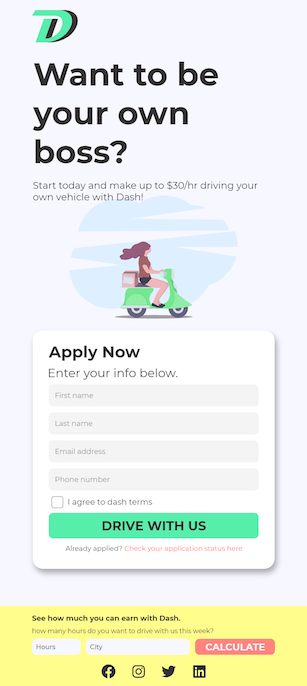 D
Want to be
your own
boss?
Start today and make up to $30/hr driving your
own vehicle with Dash!
Apply Now
Enter your info below.
First name
Last name
Email address
Phone number
I agree to dash terms
DRIVE WITH US
Already applied? Check your application status here
See how much you can earn with Dash.
how many hours do you want to drive with us this week?
Hours City CALCULATE